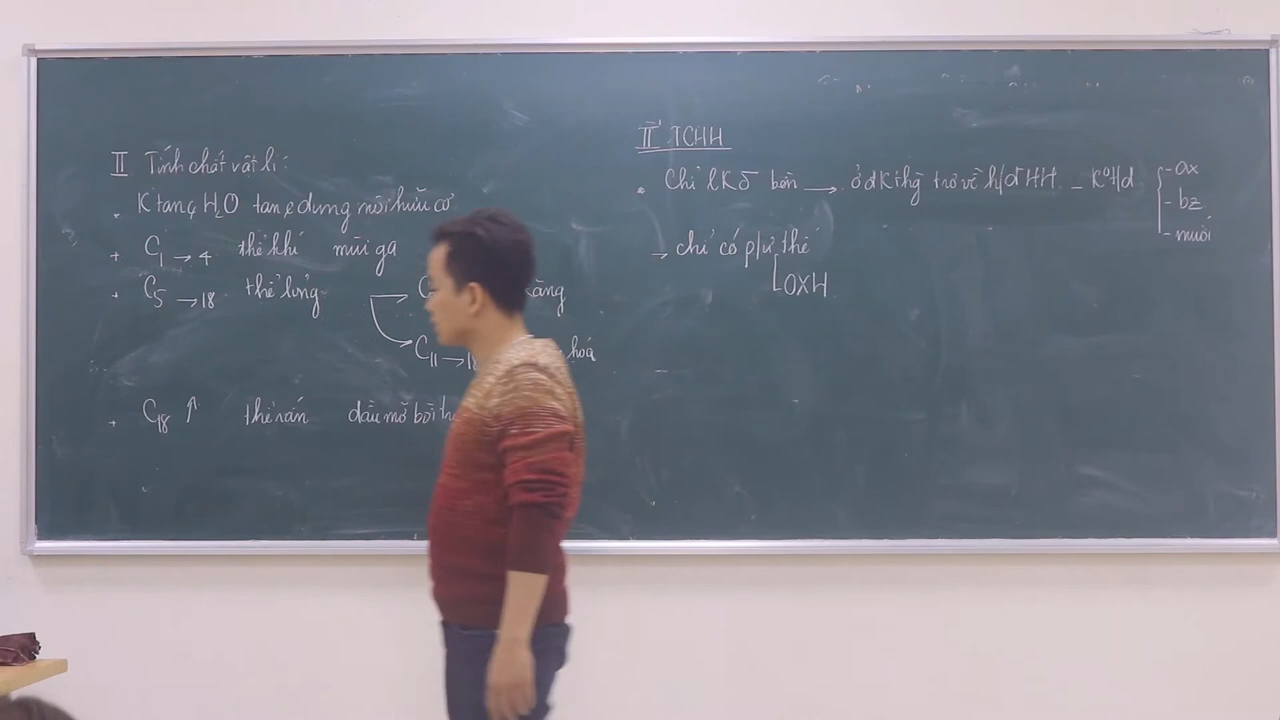 II Tính chất vật lí:
. K tan ç H₂O tan ç dung môi hữu cơ
+ C₁ → ₄ thể khí mùi ga
+ C₅ → ₁₈ thể lỏng
C₁₁ → ₁₈ hoá
+ C₁₈ ↑ thể rắn dầu mỡ bôi
III TCHH
• Chỉ lK õ bền → ở đk thg trơ về h/đ HH - K° t/d
- ax
- bz
- muối
→ chỉ có p/ư thế
OXH